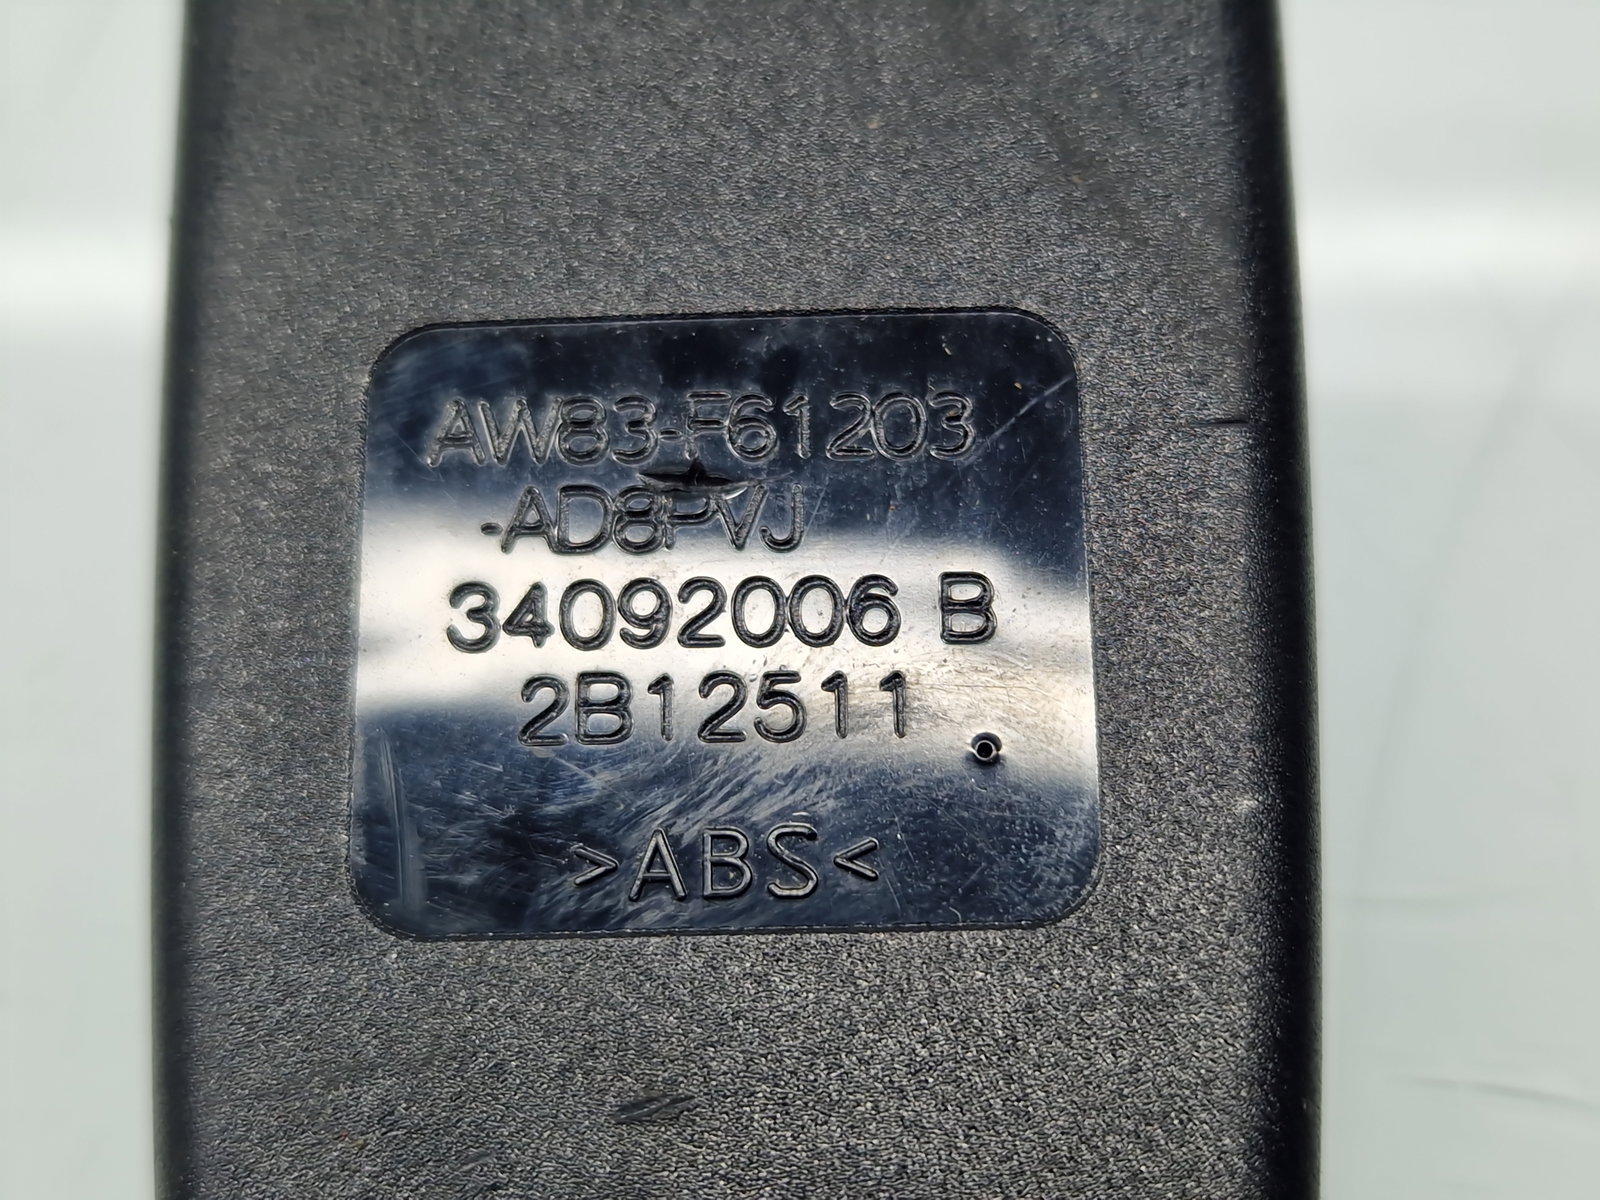 AW83-F61203
-AD8PVJ
34092006 B
2B12511
>ABS<